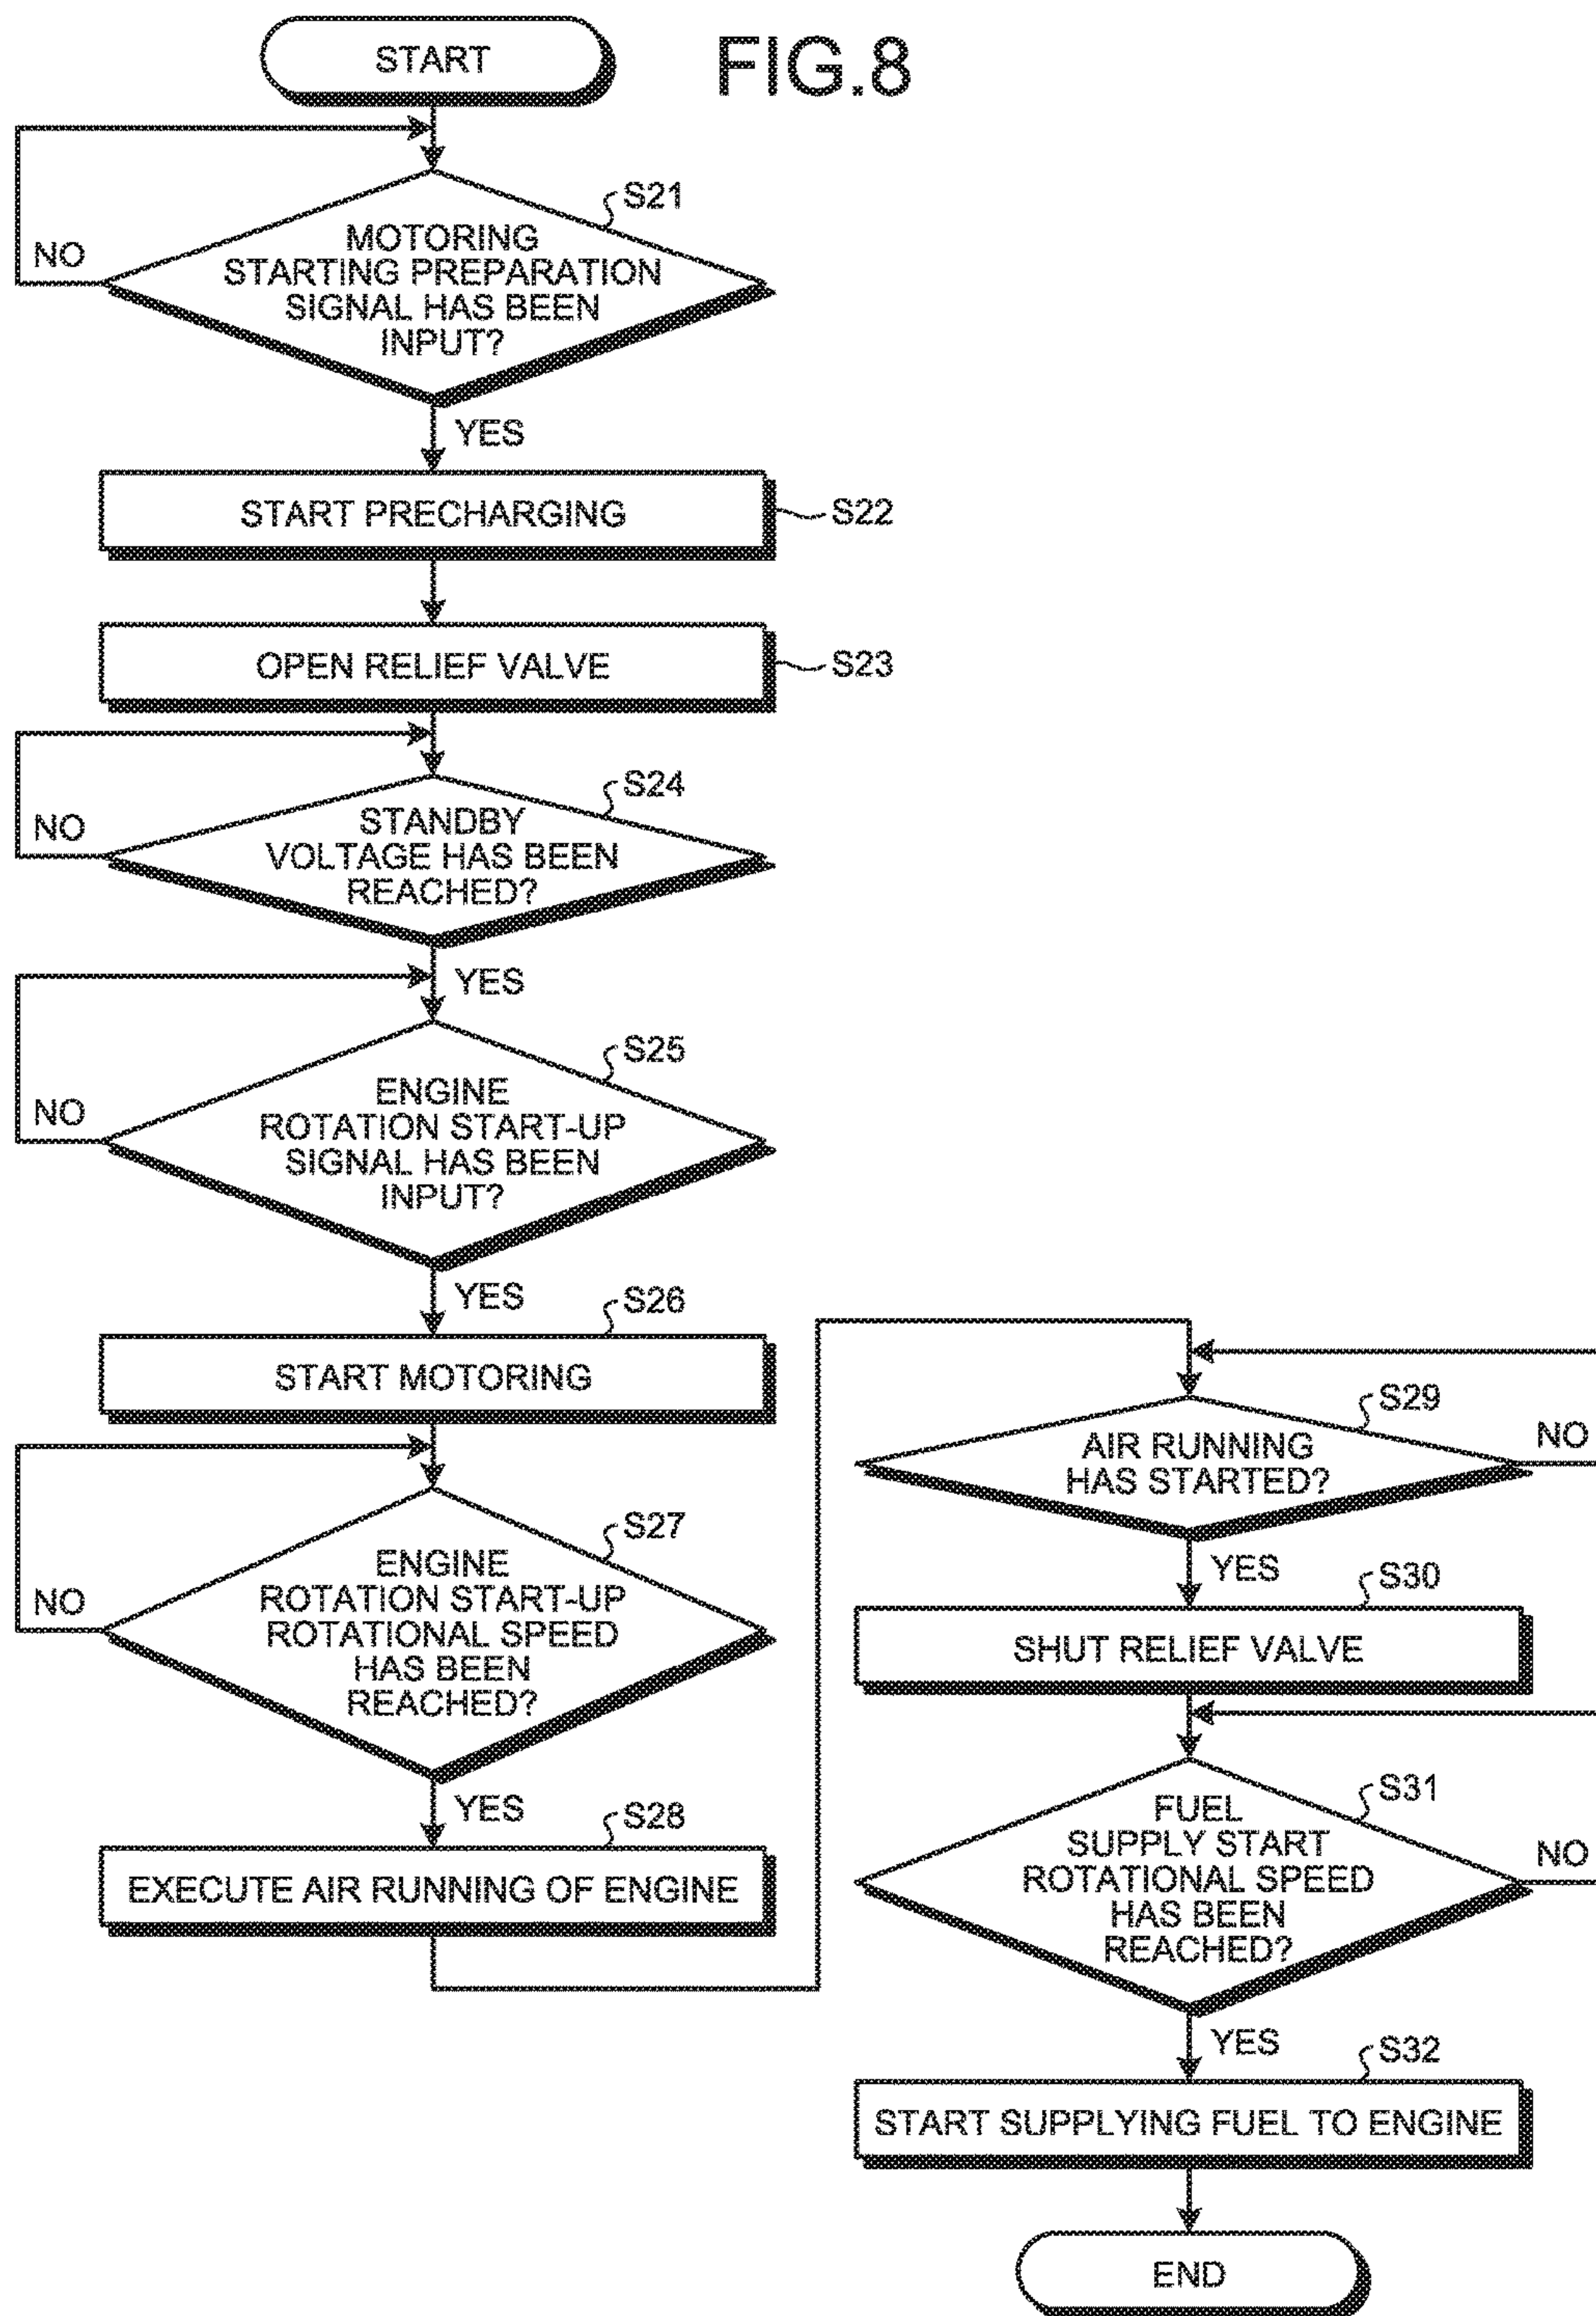 FIG.8
START
S21
MOTORING
STARTING PREPARATION
SIGNAL HAS BEEN
INPUT?
NO
YES
START PRECHARGING
S22
OPEN RELIEF VALVE
S23
S24
STANDBY
VOLTAGE HAS BEEN
REACHED?
NO
YES
S25
ENGINE
ROTATION START-UP
SIGNAL HAS BEEN
INPUT?
NO
YES
S26
START MOTORING
S27
ENGINE
ROTATION START-UP
ROTATIONAL SPEED
HAS BEEN
REACHED?
NO
YES
S28
EXECUTE AIR RUNNING OF ENGINE
S29
AIR RUNNING
HAS STARTED?
NO
YES
S30
SHUT RELIEF VALVE
S31
FUEL
SUPPLY START
ROTATIONAL SPEED
HAS BEEN
REACHED?
NO
YES
S32
START SUPPLYING FUEL TO ENGINE
END